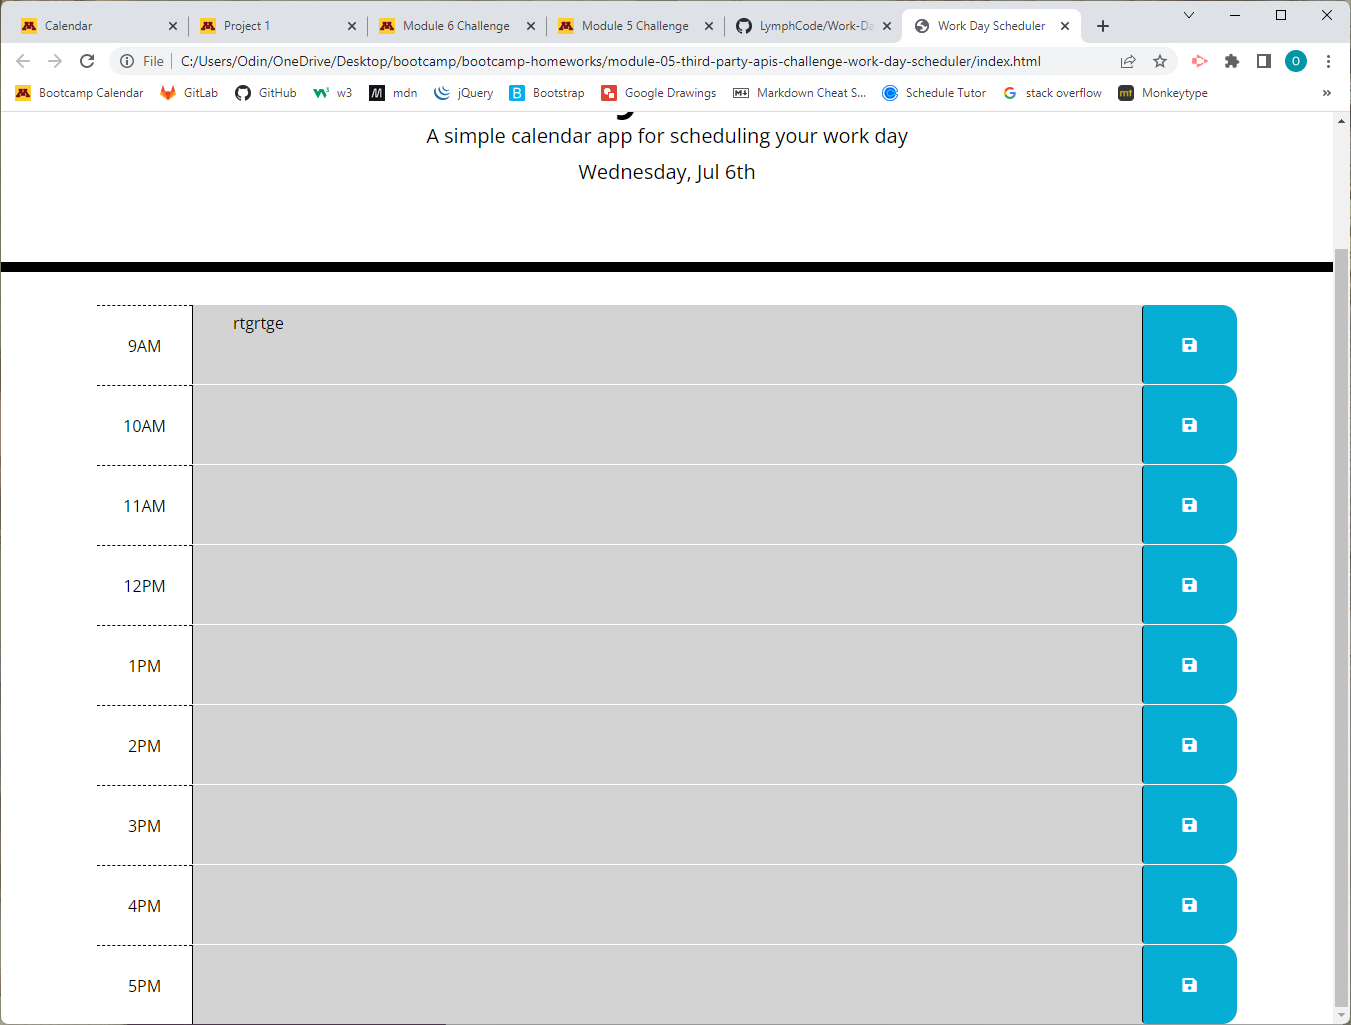 Calendar
Project 1
Module 6 Challenge
Module 5 Challenge
LymphCode/Work-Da
Work Day Scheduler
File
C:/Users/Odin/OneDrive/Desktop/bootcamp/bootcamp-homeworks/module-05-third-party-apis-challenge-work-day-scheduler/index.html
O
Bootcamp Calendar
GitLab
GitHub
w3
mdn
jQuery
B Bootstrap
Google Drawings
Markdown Cheat S...
Schedule Tutor
G stack overflow
mt Monkeytype
»
A simple calendar app for scheduling your work day
Wednesday, Jul 6th
9AM
rtgrtge
10AM
11AM
12PM
1PM
2PM
3PM
4PM
5PM